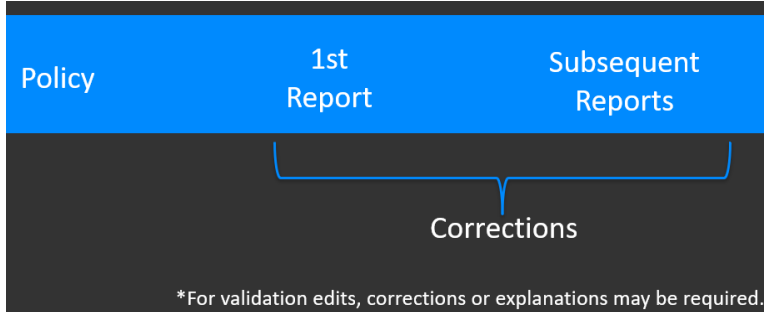 Policy
1st
Report
Subsequent
Reports
Corrections
*For validation edits, corrections or explanations may be required.